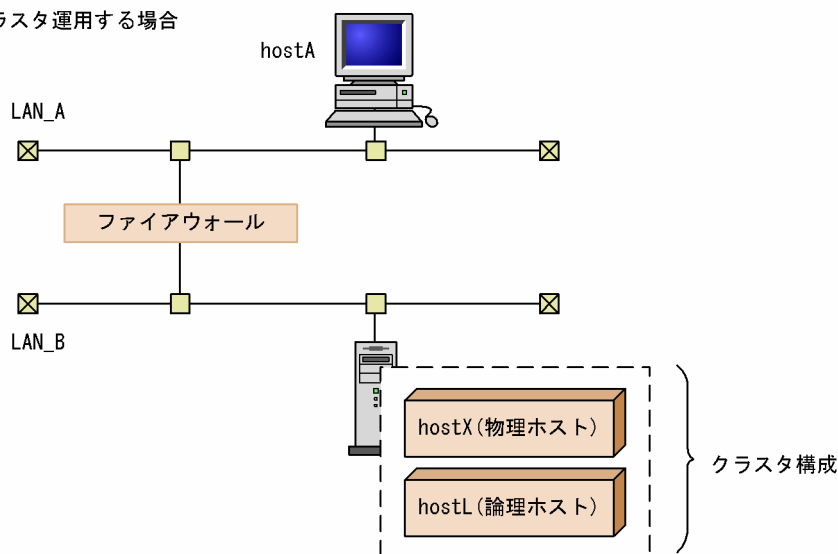 ラスタ運用する場合
hostA
LAN_A
ファイアウォール
LAN_B
hostX(物理ホスト)
hostL(論理ホスト)
クラスタ構成